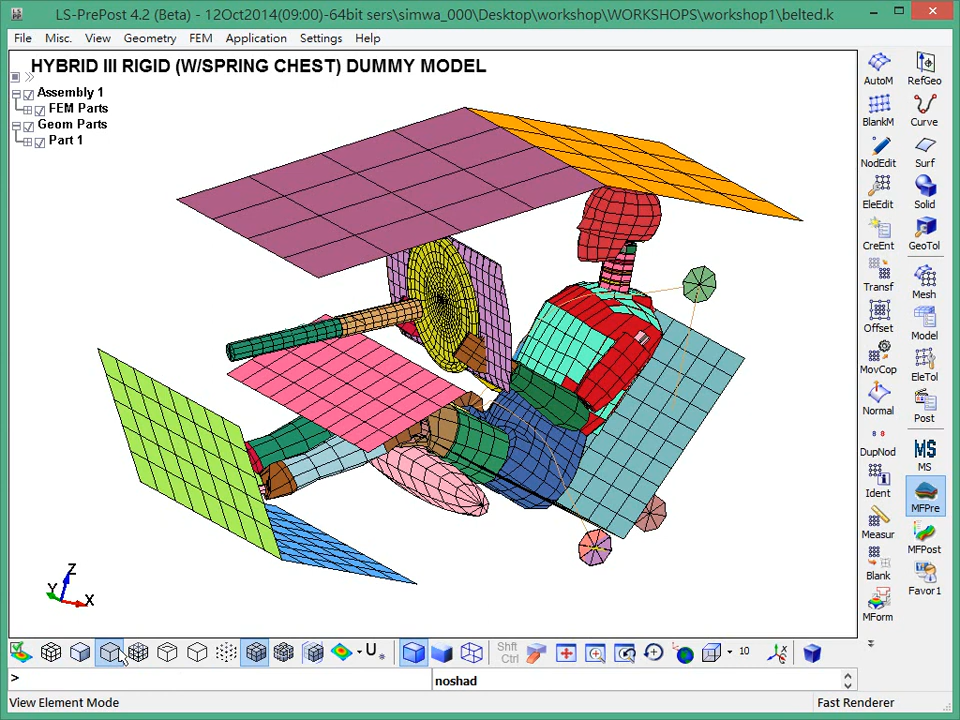 LS-PrePost 4.2 (Beta) - 12Oct2014(09:00)-64bit sers\simwa_000\Desktop\workshop\WORKSHOPS\workshop1\belted.k
File Misc. View Geometry FEM Application Settings Help
HYBRID III RIGID (W/SPRING CHEST) DUMMY MODEL
Assembly 1
FEM Parts
Geom Parts
Part 1
AutoM RefGeo
BlankM Curve
NodEdit Surf
EleEdit Solid
CreEnt GeoTol
Transf Mesh
Offset Model
MovCop EleTol
Normal Post
DupNod MS
MS
Ident MFPre
Measur MFPost
Blank Favor1
MForm
Z
Y
X
U
Shft
Ctrl
10
>
noshad
View Element Mode Fast Renderer